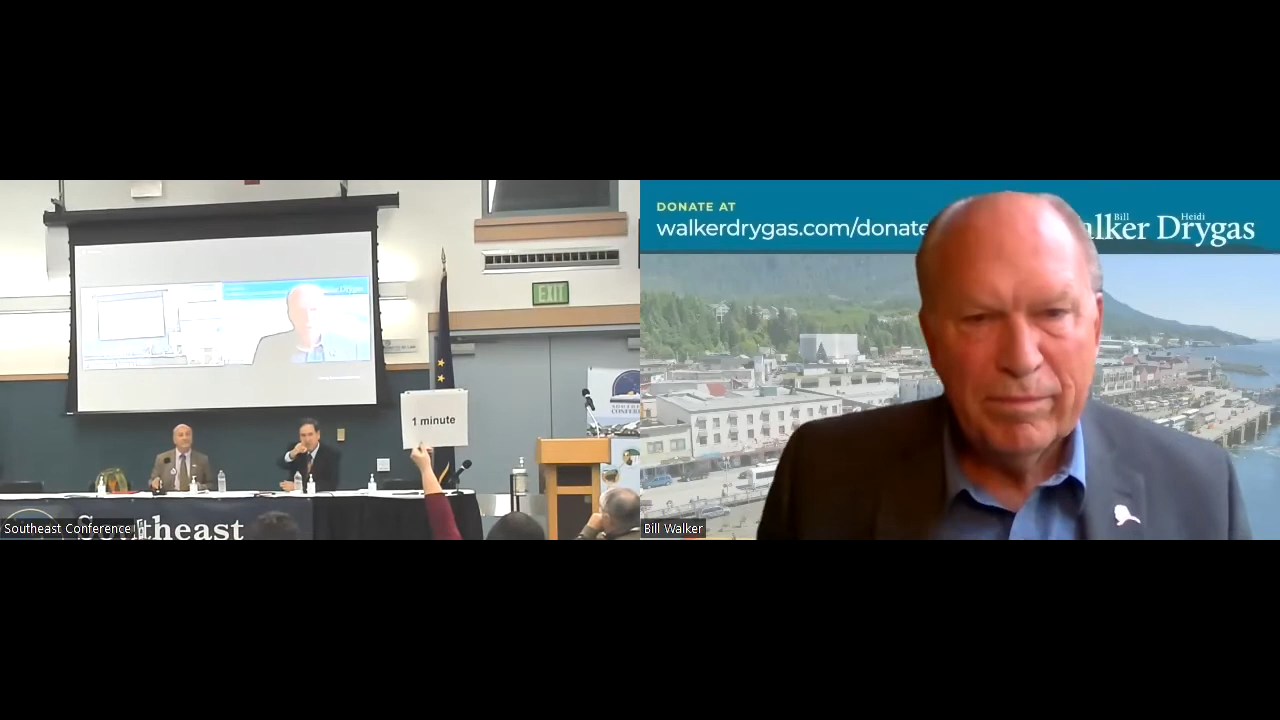 EXIT
1 minute
Southeast
Southeast Conference
DONATE AT
walkerdrygas.com/donate
Bill
Heidi
alker Drygas
Bill Walker